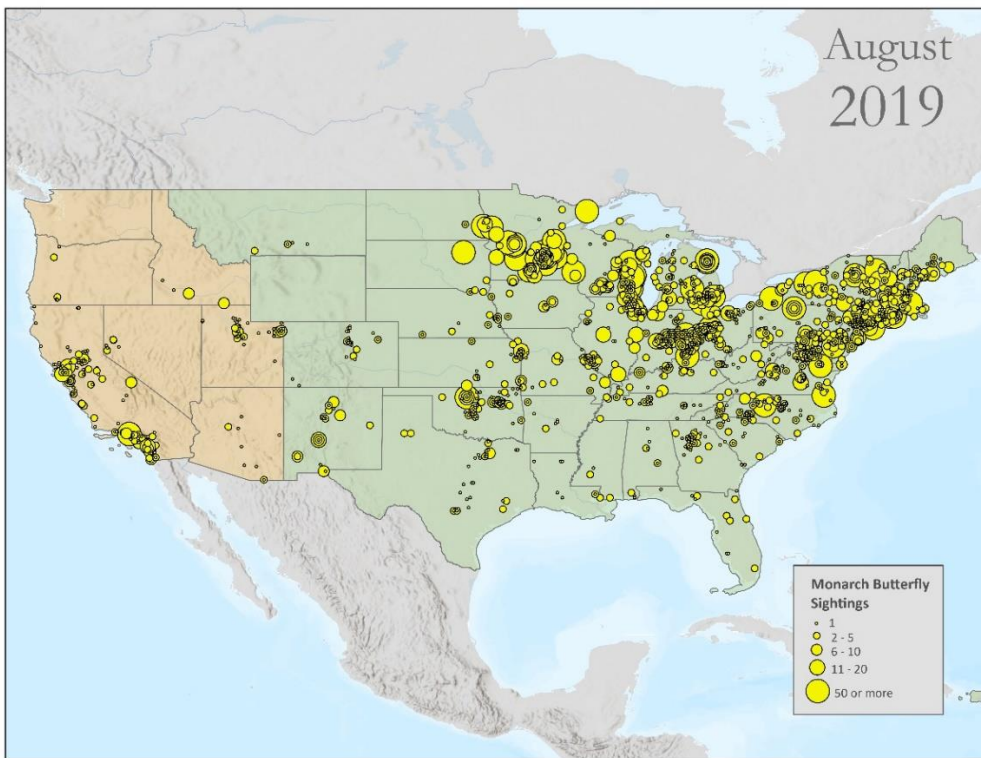 August
2019
Monarch Butterfly
Sightings
1
2 - 5
6 - 10
11 - 20
50 or more